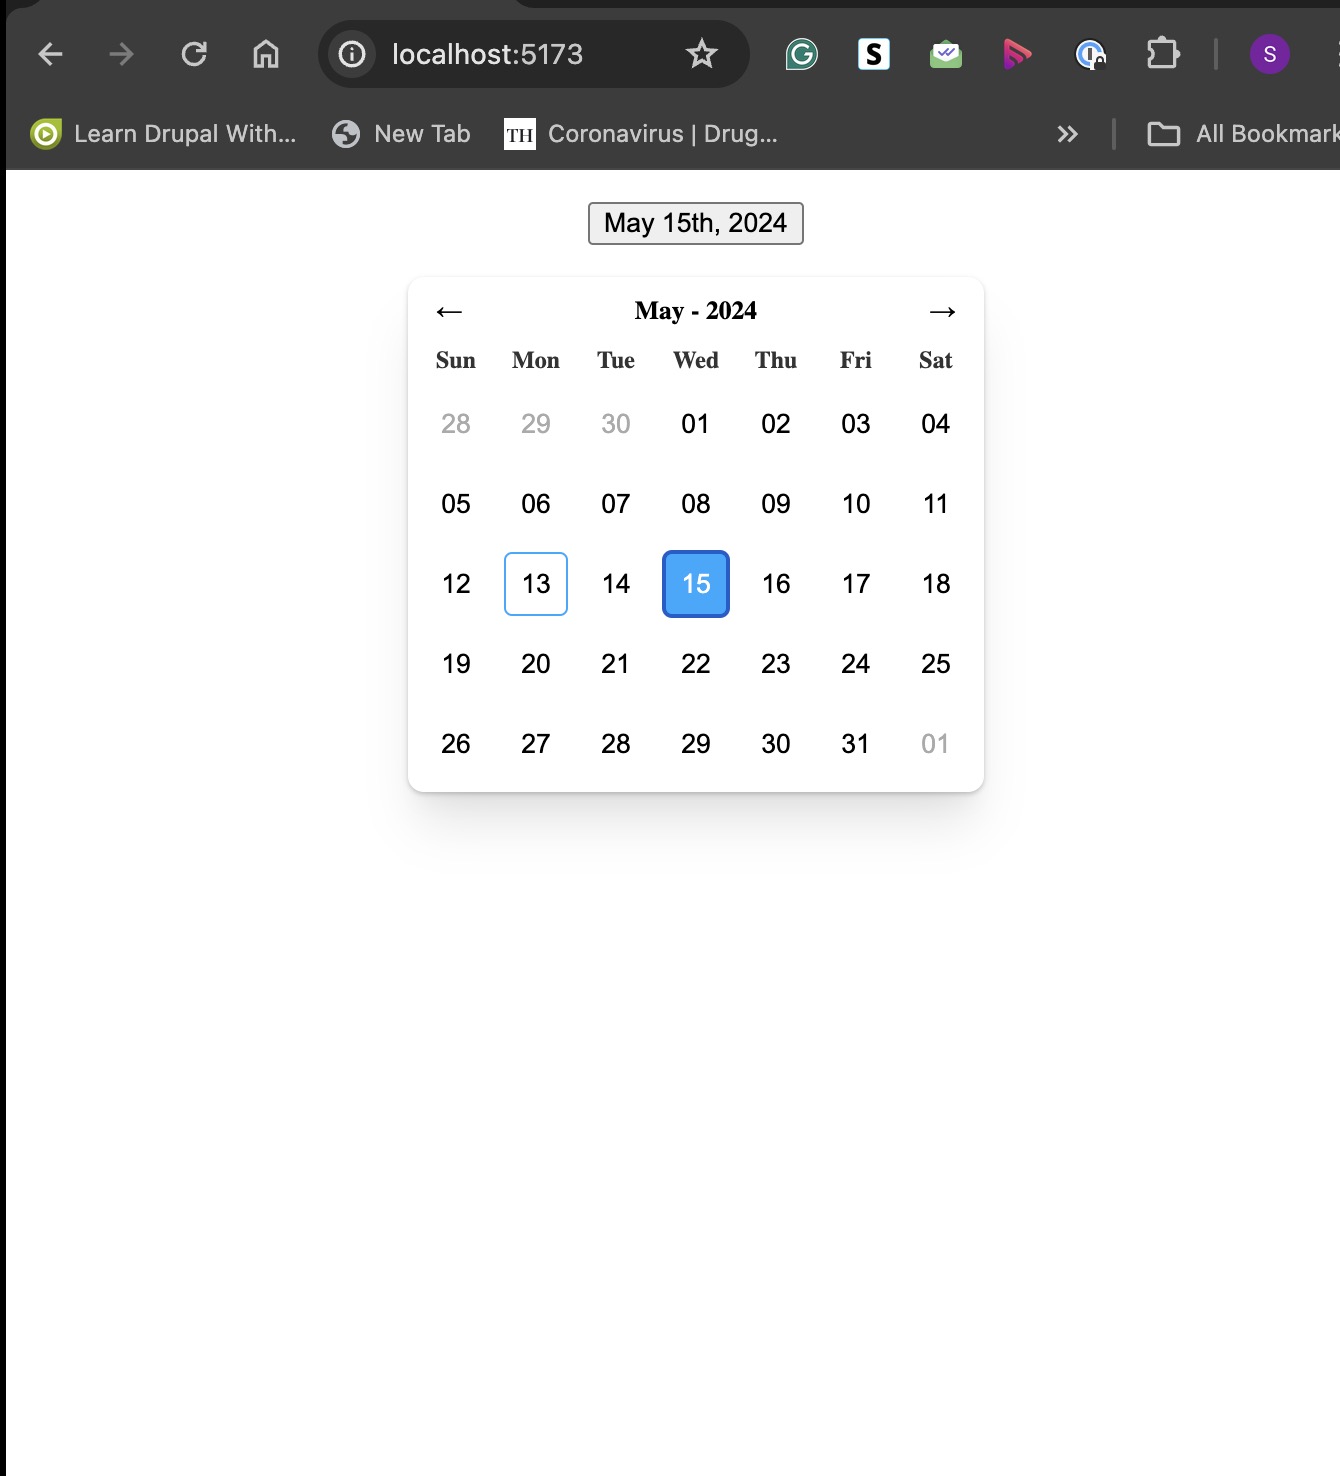 localhost:5173
S
S
Learn Drupal With... New Tab TH Coronavirus | Drug... All Bookmark
May 15th, 2024
← May - 2024 →
Sun Mon Tue Wed Thu Fri Sat
28 29 30 01 02 03 04
05 06 07 08 09 10 11
12 13 14 15 16 17 18
19 20 21 22 23 24 25
26 27 28 29 30 31 01